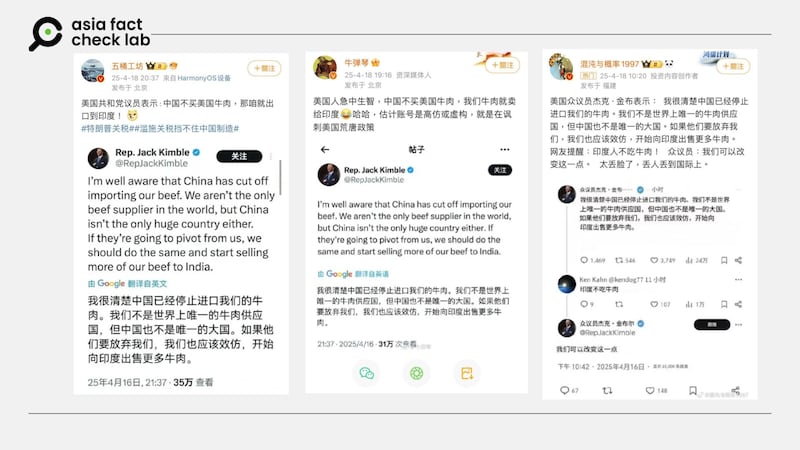 asia fact
check lab
五桶工坊
25-4-18 20:37 来自 HarmonyOS设备
发布于 北京
+关注
美国共和党议员表示:中国不买美国牛肉，那咱就出
口到印度！
#特朗普关税##滥施关税挡不住中国制造#
Rep. Jack Kimble
@RepJackKimble
关注
I'm well aware that China has cut off
importing our beef. We aren't the only
beef supplier in the world, but China
isn't the only huge country either.
If they're going to pivot from us, we
should do the same and start selling
more of our beef to India.
由 Google 翻译自英文
我很清楚中国已经停止进口我们的牛
肉。我们不是世界上唯一的牛肉供应
国，但中国也不是唯一的大国。如果他
们要放弃我们，我们也应该效仿，开始
向印度出售更多牛肉。
25年4月16日, 21:37 · 35万 查看
牛弹琴
25-4-18 19:16 资深媒体人
发布于 北京
+关注
美国人急中生智，中国不买美国牛肉，我们牛肉就卖
给印度哈哈，估计账号是高仿或虚构，就是在讽
刺美国荒唐政策
帖子
Rep. Jack Kimble
@RepJackKimble
关注
I'm well aware that China has cut off importing our
beef. We aren't the only beef supplier in the world, but
China isn't the only huge country either.
If they're going to pivot from us, we should do the
same and start selling more of our beef to India.
由 Google 翻译自英语
我很清楚中国已经停止进口我们的牛肉。我们不是世界上
唯一的牛肉供应国，但中国也不是唯一的大国。如果他们
要放弃我们，我们也应该效仿，开始向印度出售更多牛
肉。
21:37 · 2025/4/16 · 31万 次查看
混沌与概率1997
热门 25-4-18 10:20 投资内容创作者
发布于 福建
+关注
美国众议员杰克·金布表示： 我很清楚中国已经停止
进口我们的牛肉。我们不是世界上唯一的牛肉供应
国，但中国也不是唯一的大国。如果他们要放弃我
们，我们也应该效仿，开始向印度出售更多牛肉。
网友提醒：印度人不吃牛肉！ 众议员：我们可以改
变这一点。 太丢脸了，丢人丢到国际上。
众议员杰克·金布
小时
我很清楚中国已经停止进口我们的牛肉。我们不是世界
上唯一的牛肉供应国，但中国也不是唯一的大国。
如果他们要放弃我们，我们也应该效仿，开始向
印度出售更多牛肉。
1,469 546 3,749 34万
Ken Kahn @kendog77 11 小时
印度不吃牛肉
9 107 1万
众议员杰克·金布尔
@RepJackKimble
我们可以改变这一点
下午 10:42 · 2025年4月16日 ·
67 148